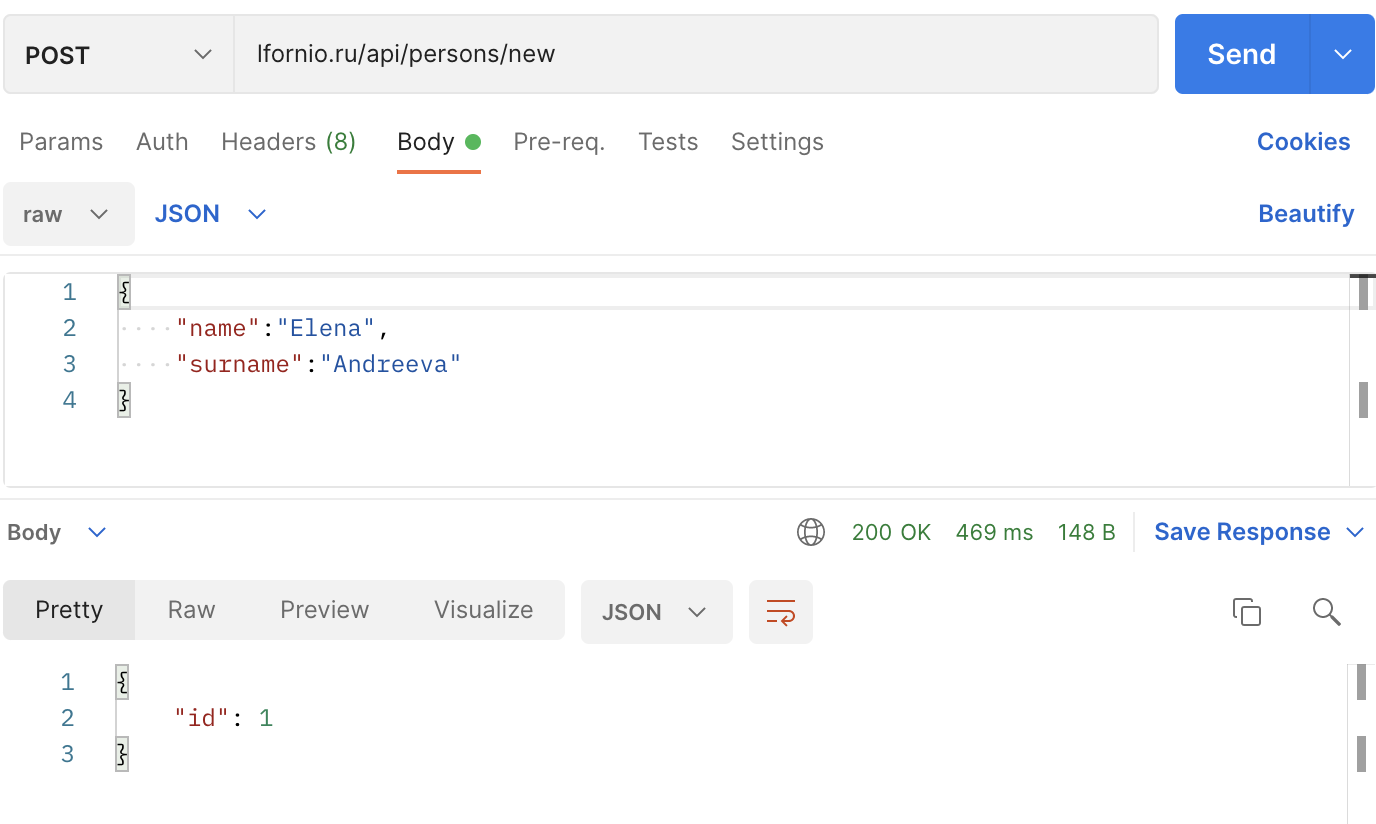 POST lfornio.ru/api/persons/new Send
Params Auth Headers (8) Body Pre-req. Tests Settings Cookies
raw JSON Beautify
1 {
2 "name":"Elena",
3 "surname":"Andreeva"
4 }
Body 200 OK 469 ms 148 B Save Response
Pretty Raw Preview Visualize JSON
1 {
2 "id": 1
3 }